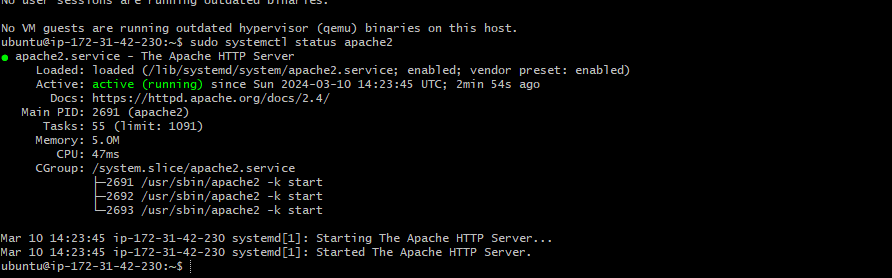 No user sessions are running outdated binaries.
No VM guests are running outdated hypervisor (qemu) binaries on this host.
ubuntu@ip-172-31-42-230:~$ sudo systemctl status apache2
● apache2.service - The Apache HTTP Server
Loaded: loaded (/lib/systemd/system/apache2.service; enabled; vendor preset: enabled)
Active: active (running) since Sun 2024-03-10 14:23:45 UTC; 2min 54s ago
Docs: https://httpd.apache.org/docs/2.4/
Main PID: 2691 (apache2)
Tasks: 55 (limit: 1091)
Memory: 5.0M
CPU: 47ms
CGroup: /system.slice/apache2.service
├─2691 /usr/sbin/apache2 -k start
├─2692 /usr/sbin/apache2 -k start
└─2693 /usr/sbin/apache2 -k start
Mar 10 14:23:45 ip-172-31-42-230 systemd[1]: Starting The Apache HTTP Server...
Mar 10 14:23:45 ip-172-31-42-230 systemd[1]: Started The Apache HTTP Server.
ubuntu@ip-172-31-42-230:~$